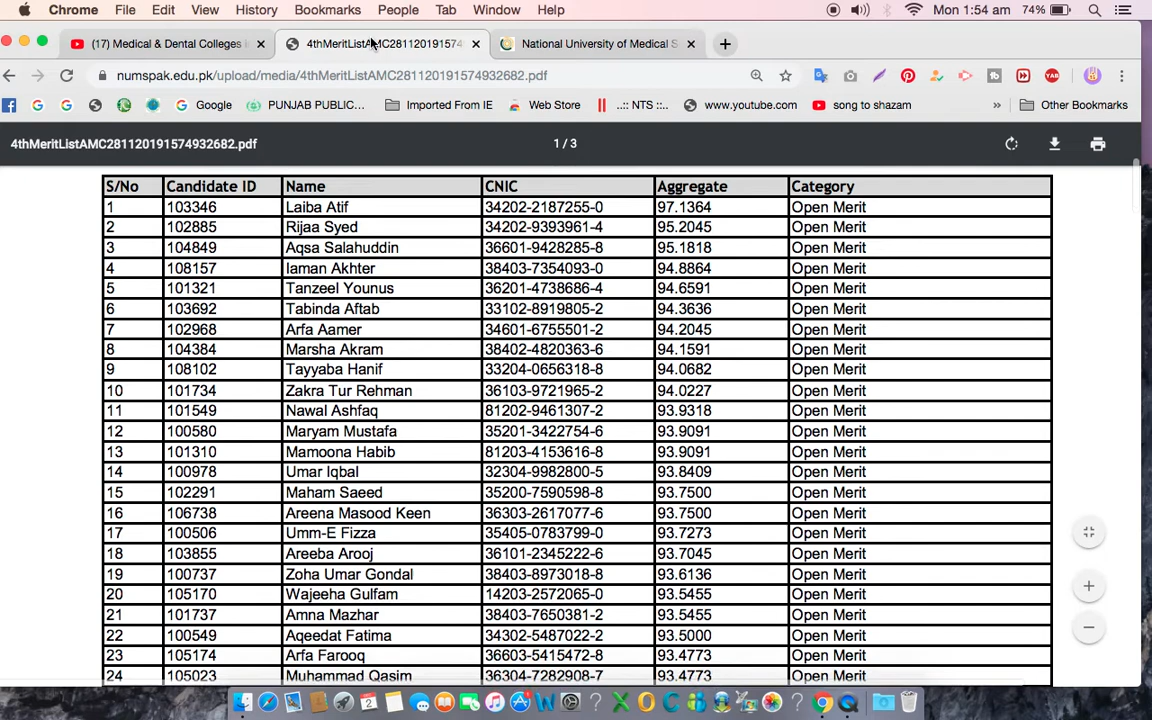 Chrome File Edit View History Bookmarks People Tab Window Help Mon 1:54 am 74%
(17) Medical & Dental Colleges 4thMeritListAMC281120191574 National University of Medical S
numspak.edu.pk/upload/media/4thMeritListAMC281120191574932682.pdf
Google PUNJAB PUBLIC... Imported From IE Web Store ..:: NTS ::.. www.youtube.com song to shazam » Other Bookmarks
4thMeritListAMC281120191574932682.pdf 1 / 3
S/No Candidate ID Name CNIC Aggregate Category
1 103346 Laiba Atif 34202-2187255-0 97.1364 Open Merit
2 102885 Rijaa Syed 34202-9393961-4 95.2045 Open Merit
3 104849 Aqsa Salahuddin 36601-9428285-8 95.1818 Open Merit
4 108157 Iaman Akhter 38403-7354093-0 94.8864 Open Merit
5 101321 Tanzeel Younus 36201-4738686-4 94.6591 Open Merit
6 103692 Tabinda Aftab 33102-8919805-2 94.3636 Open Merit
7 102968 Arfa Aamer 34601-6755501-2 94.2045 Open Merit
8 104384 Marsha Akram 38402-4820363-6 94.1591 Open Merit
9 108102 Tayyaba Hanif 33204-0656318-8 94.0682 Open Merit
10 101734 Zakra Tur Rehman 36103-9721965-2 94.0227 Open Merit
11 101549 Nawal Ashfaq 81202-9461307-2 93.9318 Open Merit
12 100580 Maryam Mustafa 35201-3422754-6 93.9091 Open Merit
13 101310 Mamoona Habib 81203-4153616-8 93.9091 Open Merit
14 100978 Umar Iqbal 32304-9982800-5 93.8409 Open Merit
15 102291 Maham Saeed 35200-7590598-8 93.7500 Open Merit
16 106738 Areena Masood Keen 36303-2617077-6 93.7500 Open Merit
17 100506 Umm-E Fizza 35405-0783799-0 93.7273 Open Merit
18 103855 Areeba Arooj 36101-2345222-6 93.7045 Open Merit
19 100737 Zoha Umar Gondal 38403-8973018-8 93.6136 Open Merit
20 105170 Wajeeha Gulfam 14203-2572065-0 93.5455 Open Merit
21 101737 Amna Mazhar 38403-7650381-2 93.5455 Open Merit
22 100549 Aqeedat Fatima 34302-5487022-2 93.5000 Open Merit
23 105174 Arfa Farooq 36603-5415472-8 93.4773 Open Merit
24 105023 Muhammad Qasim 36304-7282908-7 93.4773 Open Merit